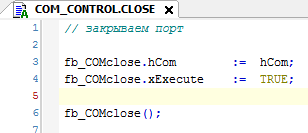 COM_CONTROL.CLOSE
1 // закрываем порт
2
3 fb_COMclose.hCom := hCom;
4 fb_COMclose.xExecute := TRUE;
5
6 fb_COMclose();